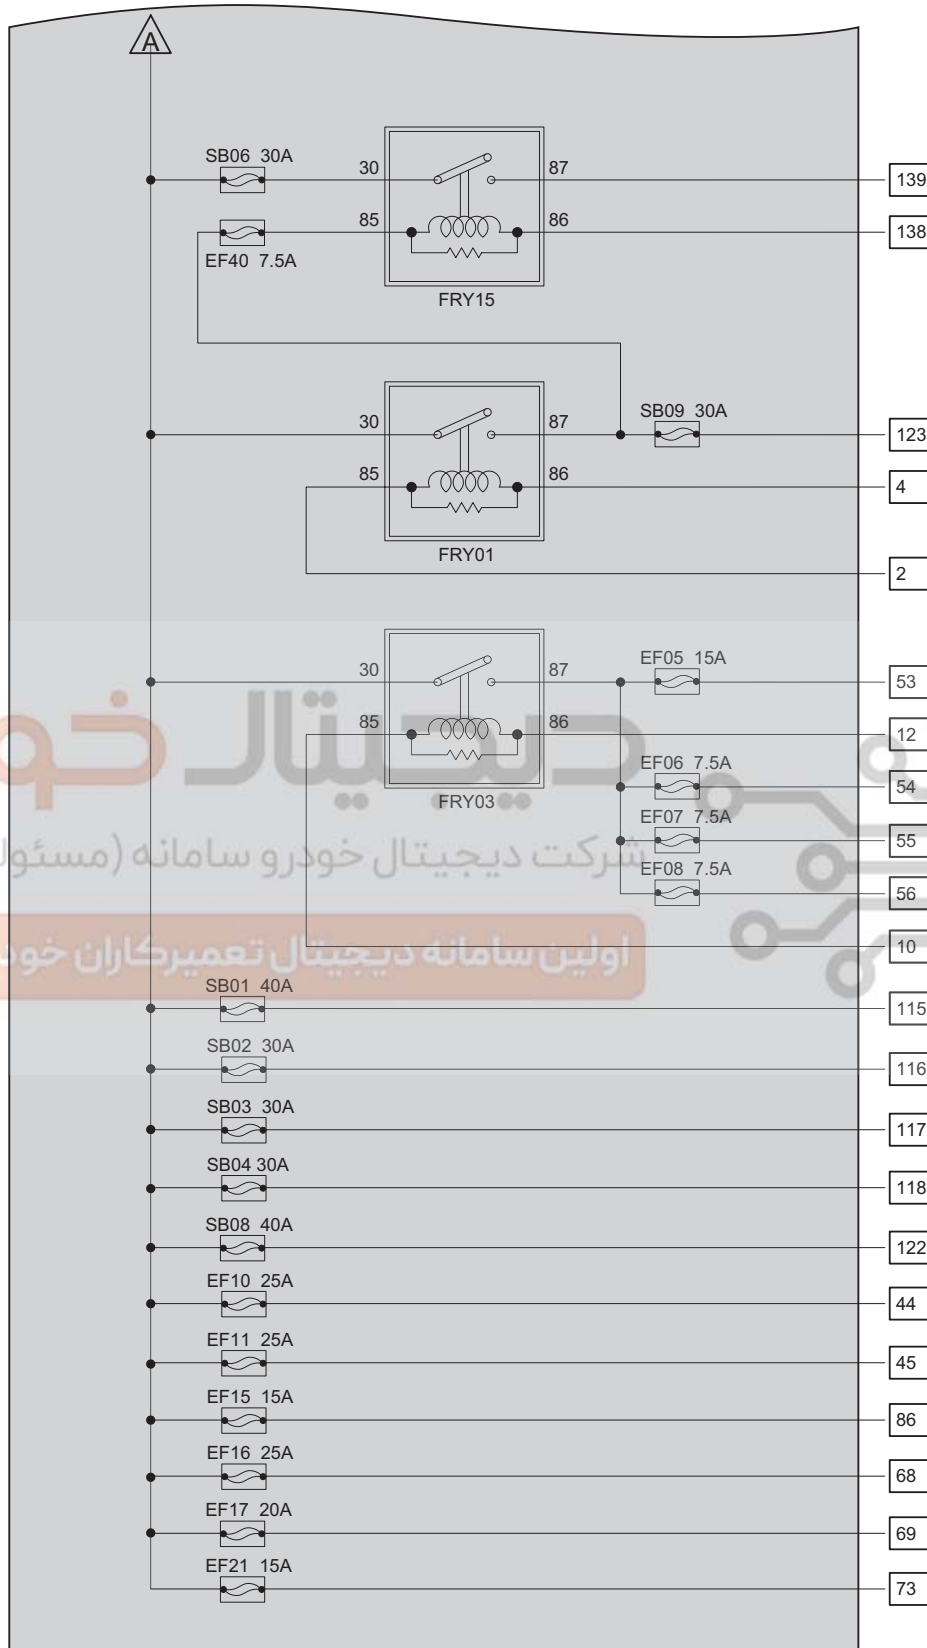 A
SB06 30A
30
87
139
85
86
138
EF40 7.5A
FRY15
SB09 30A
30
87
123
85
86
4
FRY01
2
EF05 15A
30
87
53
85
86
12
EF06 7.5A
54
FRY03
EF07 7.5A
55
EF08 7.5A
56
10
دیجیتال خو
شرکت دیجیتال خودرو سامانه (مسئول
اولین سامانه دیجیتال تعمیرکاران خود
SB01 40A
115
SB02 30A
116
SB03 30A
117
SB04 30A
118
SB08 40A
122
EF10 25A
44
EF11 25A
45
EF15 15A
86
EF16 25A
68
EF17 20A
69
EF21 15A
73